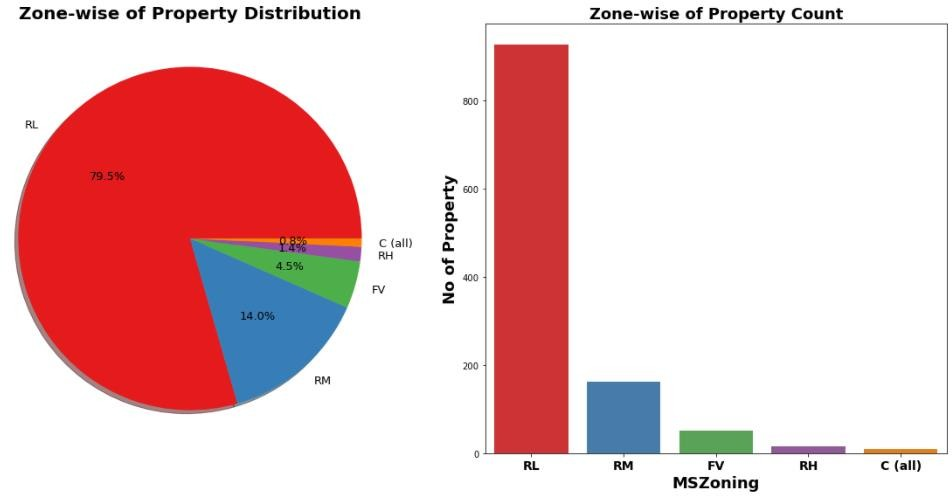 Zone-wise of Property Distribution
RL
79.5%
0.8%
C (all)
1.4%
RH
4.5%
FV
14.0%
RM
Zone-wise of Property Count
No of Property
800
600
400
200
0
RL RM FV RH C (all)
MSZoning